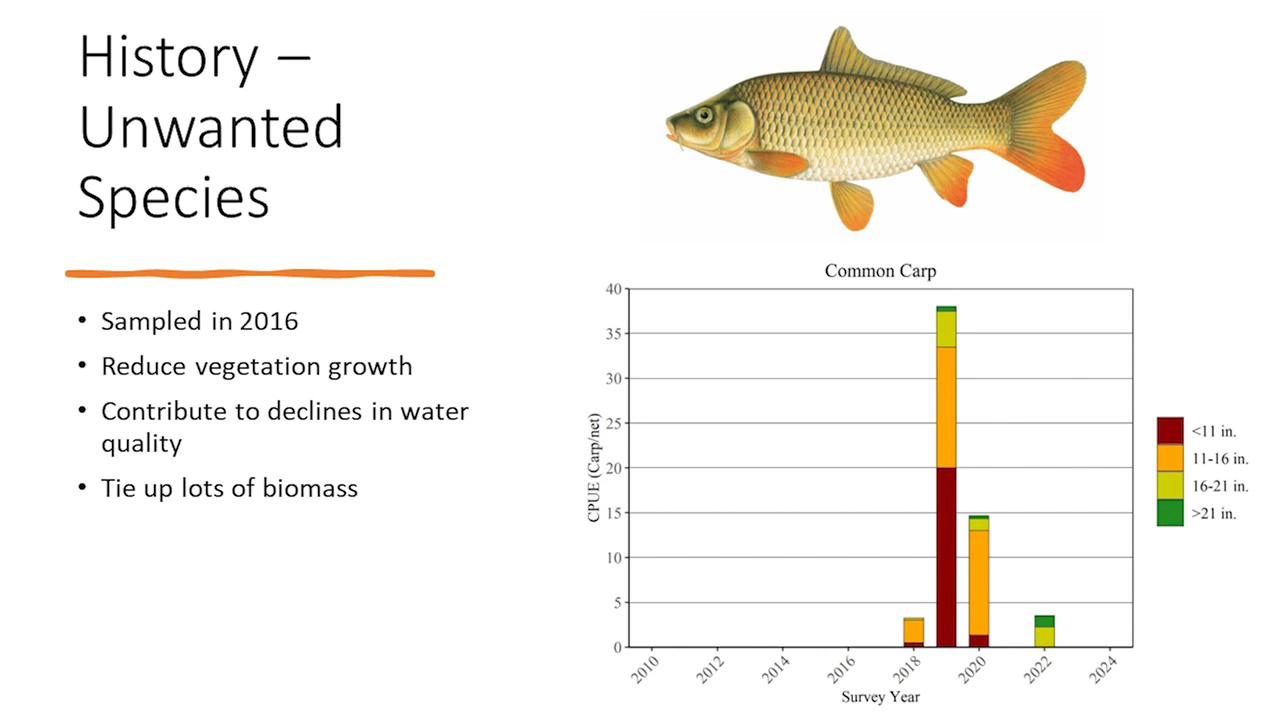 History –
Unwanted
Species
• Sampled in 2016
• Reduce vegetation growth
• Contribute to declines in water
quality
• Tie up lots of biomass
Common Carp
40
35
30
25
20
15
10
5
0
CPUE (Carp/net)
2010
2012
2014
2016
2018
2020
2022
2024
Survey Year
<11 in.
11-16 in.
16-21 in.
>21 in.